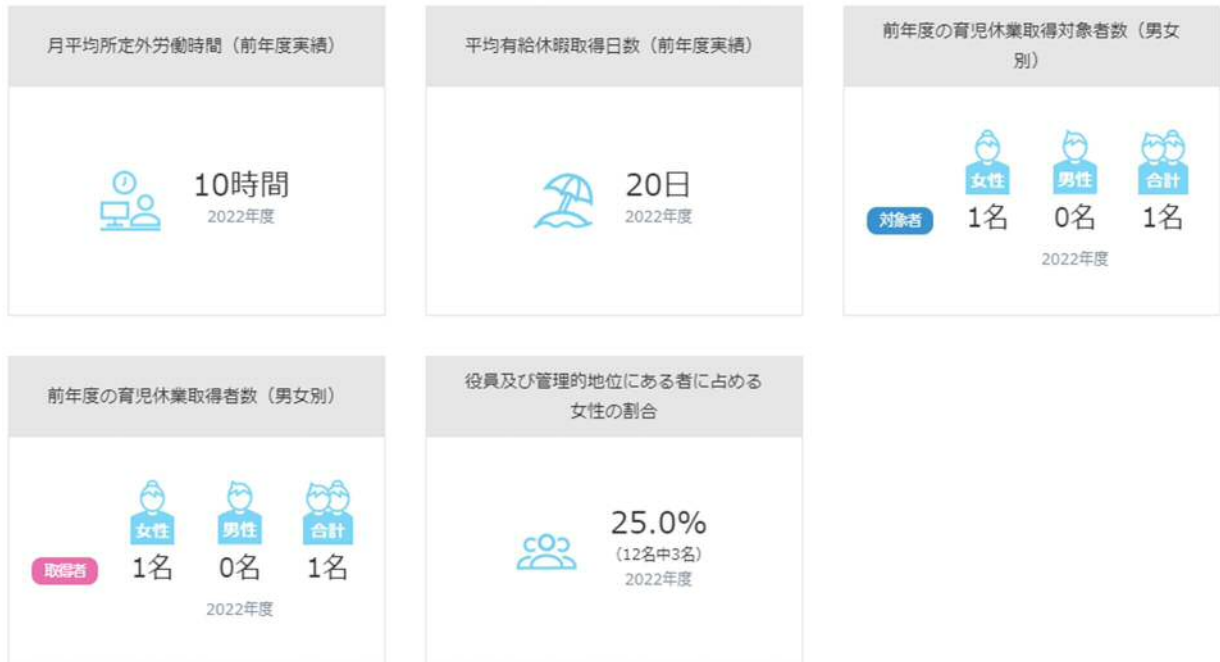 月平均所定外労働時間（前年度実績）
10時間
2022年度
平均有給休暇取得日数（前年度実績）
20日
2022年度
前年度の育児休業取得対象者数（男女
別）
女性 男性 合計
対象者 1名 0名 1名
2022年度
前年度の育児休業取得者数（男女別）
女性 男性 合計
取得者 1名 0名 1名
2022年度
役員及び管理的地位にある者に占める
女性の割合
25.0%
（12名中3名）
2022年度